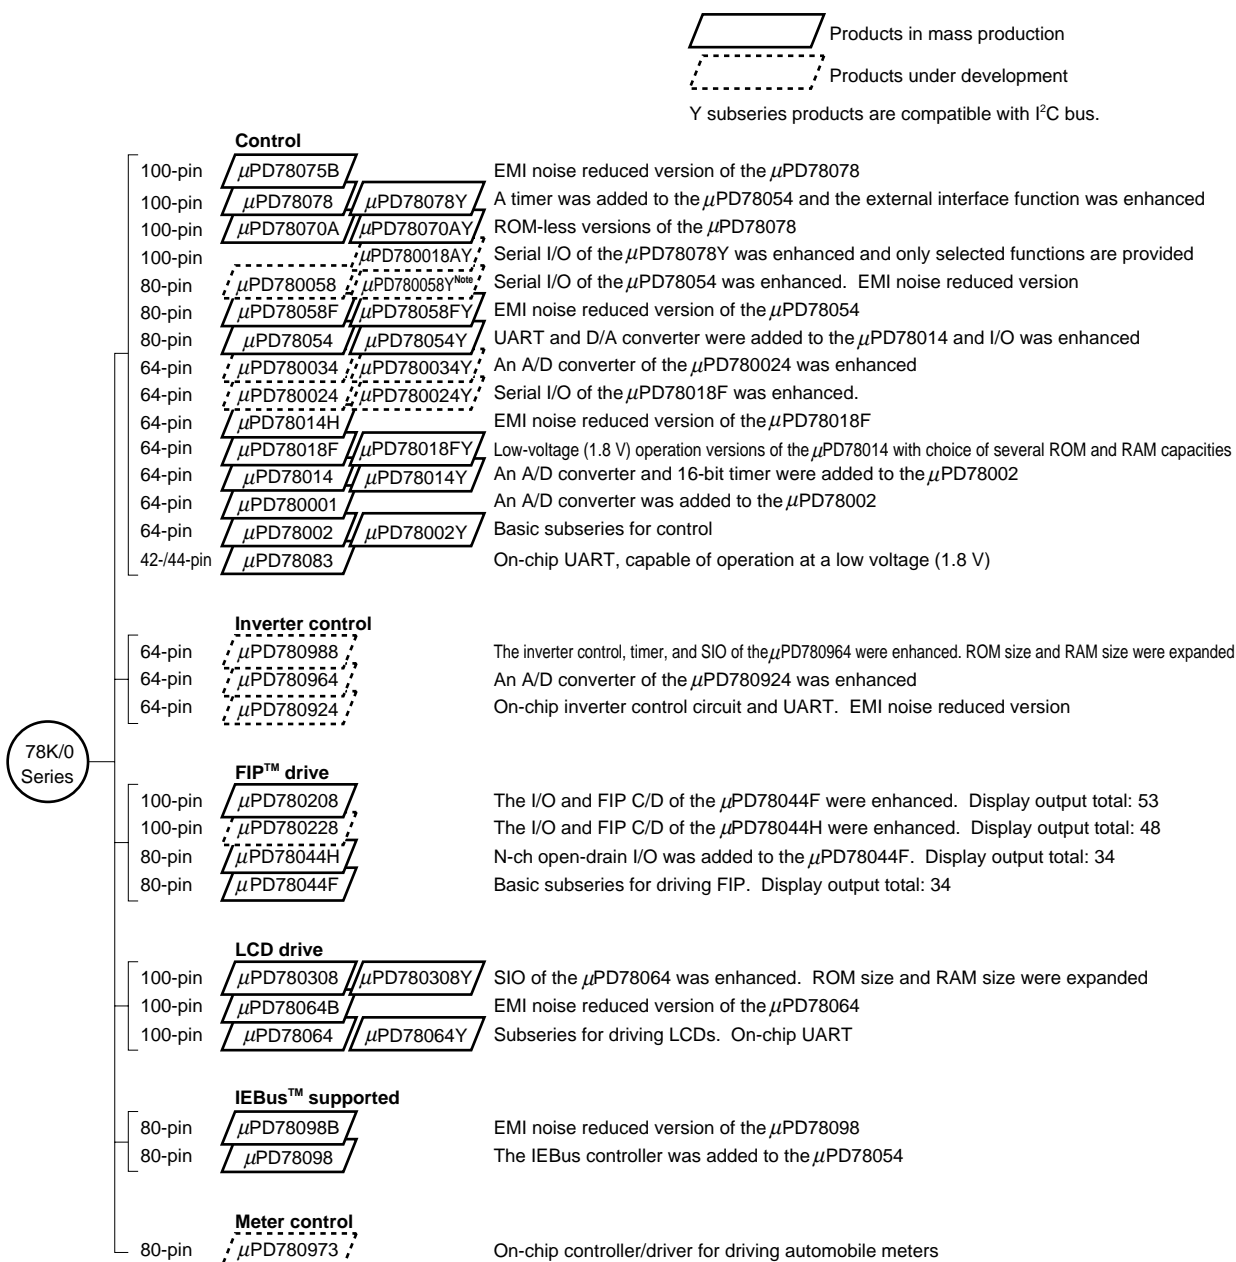 Products in mass production
Products under development
Y subseries products are compatible with I²C bus.
Control
100-pin μPD78075B EMI noise reduced version of the μPD78078
100-pin μPD78078 μPD78078Y A timer was added to the μPD78054 and the external interface function was enhanced
100-pin μPD78070A μPD78070AY ROM-less versions of the μPD78078
100-pin μPD780018AY Serial I/O of the μPD78078Y was enhanced and only selected functions are provided
80-pin μPD780058 μPD780058Y Note Serial I/O of the μPD78054 was enhanced. EMI noise reduced version
80-pin μPD78058F μPD78058FY EMI noise reduced version of the μPD78054
80-pin μPD78054 μPD78054Y UART and D/A converter were added to the μPD78014 and I/O was enhanced
64-pin μPD780034 μPD780034Y An A/D converter of the μPD780024 was enhanced
64-pin μPD780024 μPD780024Y Serial I/O of the μPD78018F was enhanced.
64-pin μPD78014H EMI noise reduced version of the μPD78018F
64-pin μPD78018F μPD78018FY Low-voltage (1.8 V) operation versions of the μPD78014 with choice of several ROM and RAM capacities
64-pin μPD78014 μPD78014Y An A/D converter and 16-bit timer were added to the μPD78002
64-pin μPD780001 An A/D converter was added to the μPD78002
64-pin μPD78002 μPD78002Y Basic subseries for control
42-/44-pin μPD78083 On-chip UART, capable of operation at a low voltage (1.8 V)
Inverter control
64-pin μPD780988 The inverter control, timer, and SIO of the μPD780964 were enhanced. ROM size and RAM size were expanded
64-pin μPD780964 An A/D converter of the μPD780924 was enhanced
64-pin μPD780924 On-chip inverter control circuit and UART. EMI noise reduced version
78K/0
Series
FIP™ drive
100-pin μPD780208 The I/O and FIP C/D of the μPD78044F were enhanced. Display output total: 53
100-pin μPD780228 The I/O and FIP C/D of the μPD78044H were enhanced. Display output total: 48
80-pin μPD78044H N-ch open-drain I/O was added to the μPD78044F. Display output total: 34
80-pin μPD78044F Basic subseries for driving FIP. Display output total: 34
LCD drive
100-pin μPD780308 μPD780308Y SIO of the μPD78064 was enhanced. ROM size and RAM size were expanded
100-pin μPD78064B EMI noise reduced version of the μPD78064
100-pin μPD78064 μPD78064Y Subseries for driving LCDs. On-chip UART
IEBus™ supported
80-pin μPD78098B EMI noise reduced version of the μPD78098
80-pin μPD78098 The IEBus controller was added to the μPD78054
Meter control
80-pin μPD780973 On-chip controller/driver for driving automobile meters